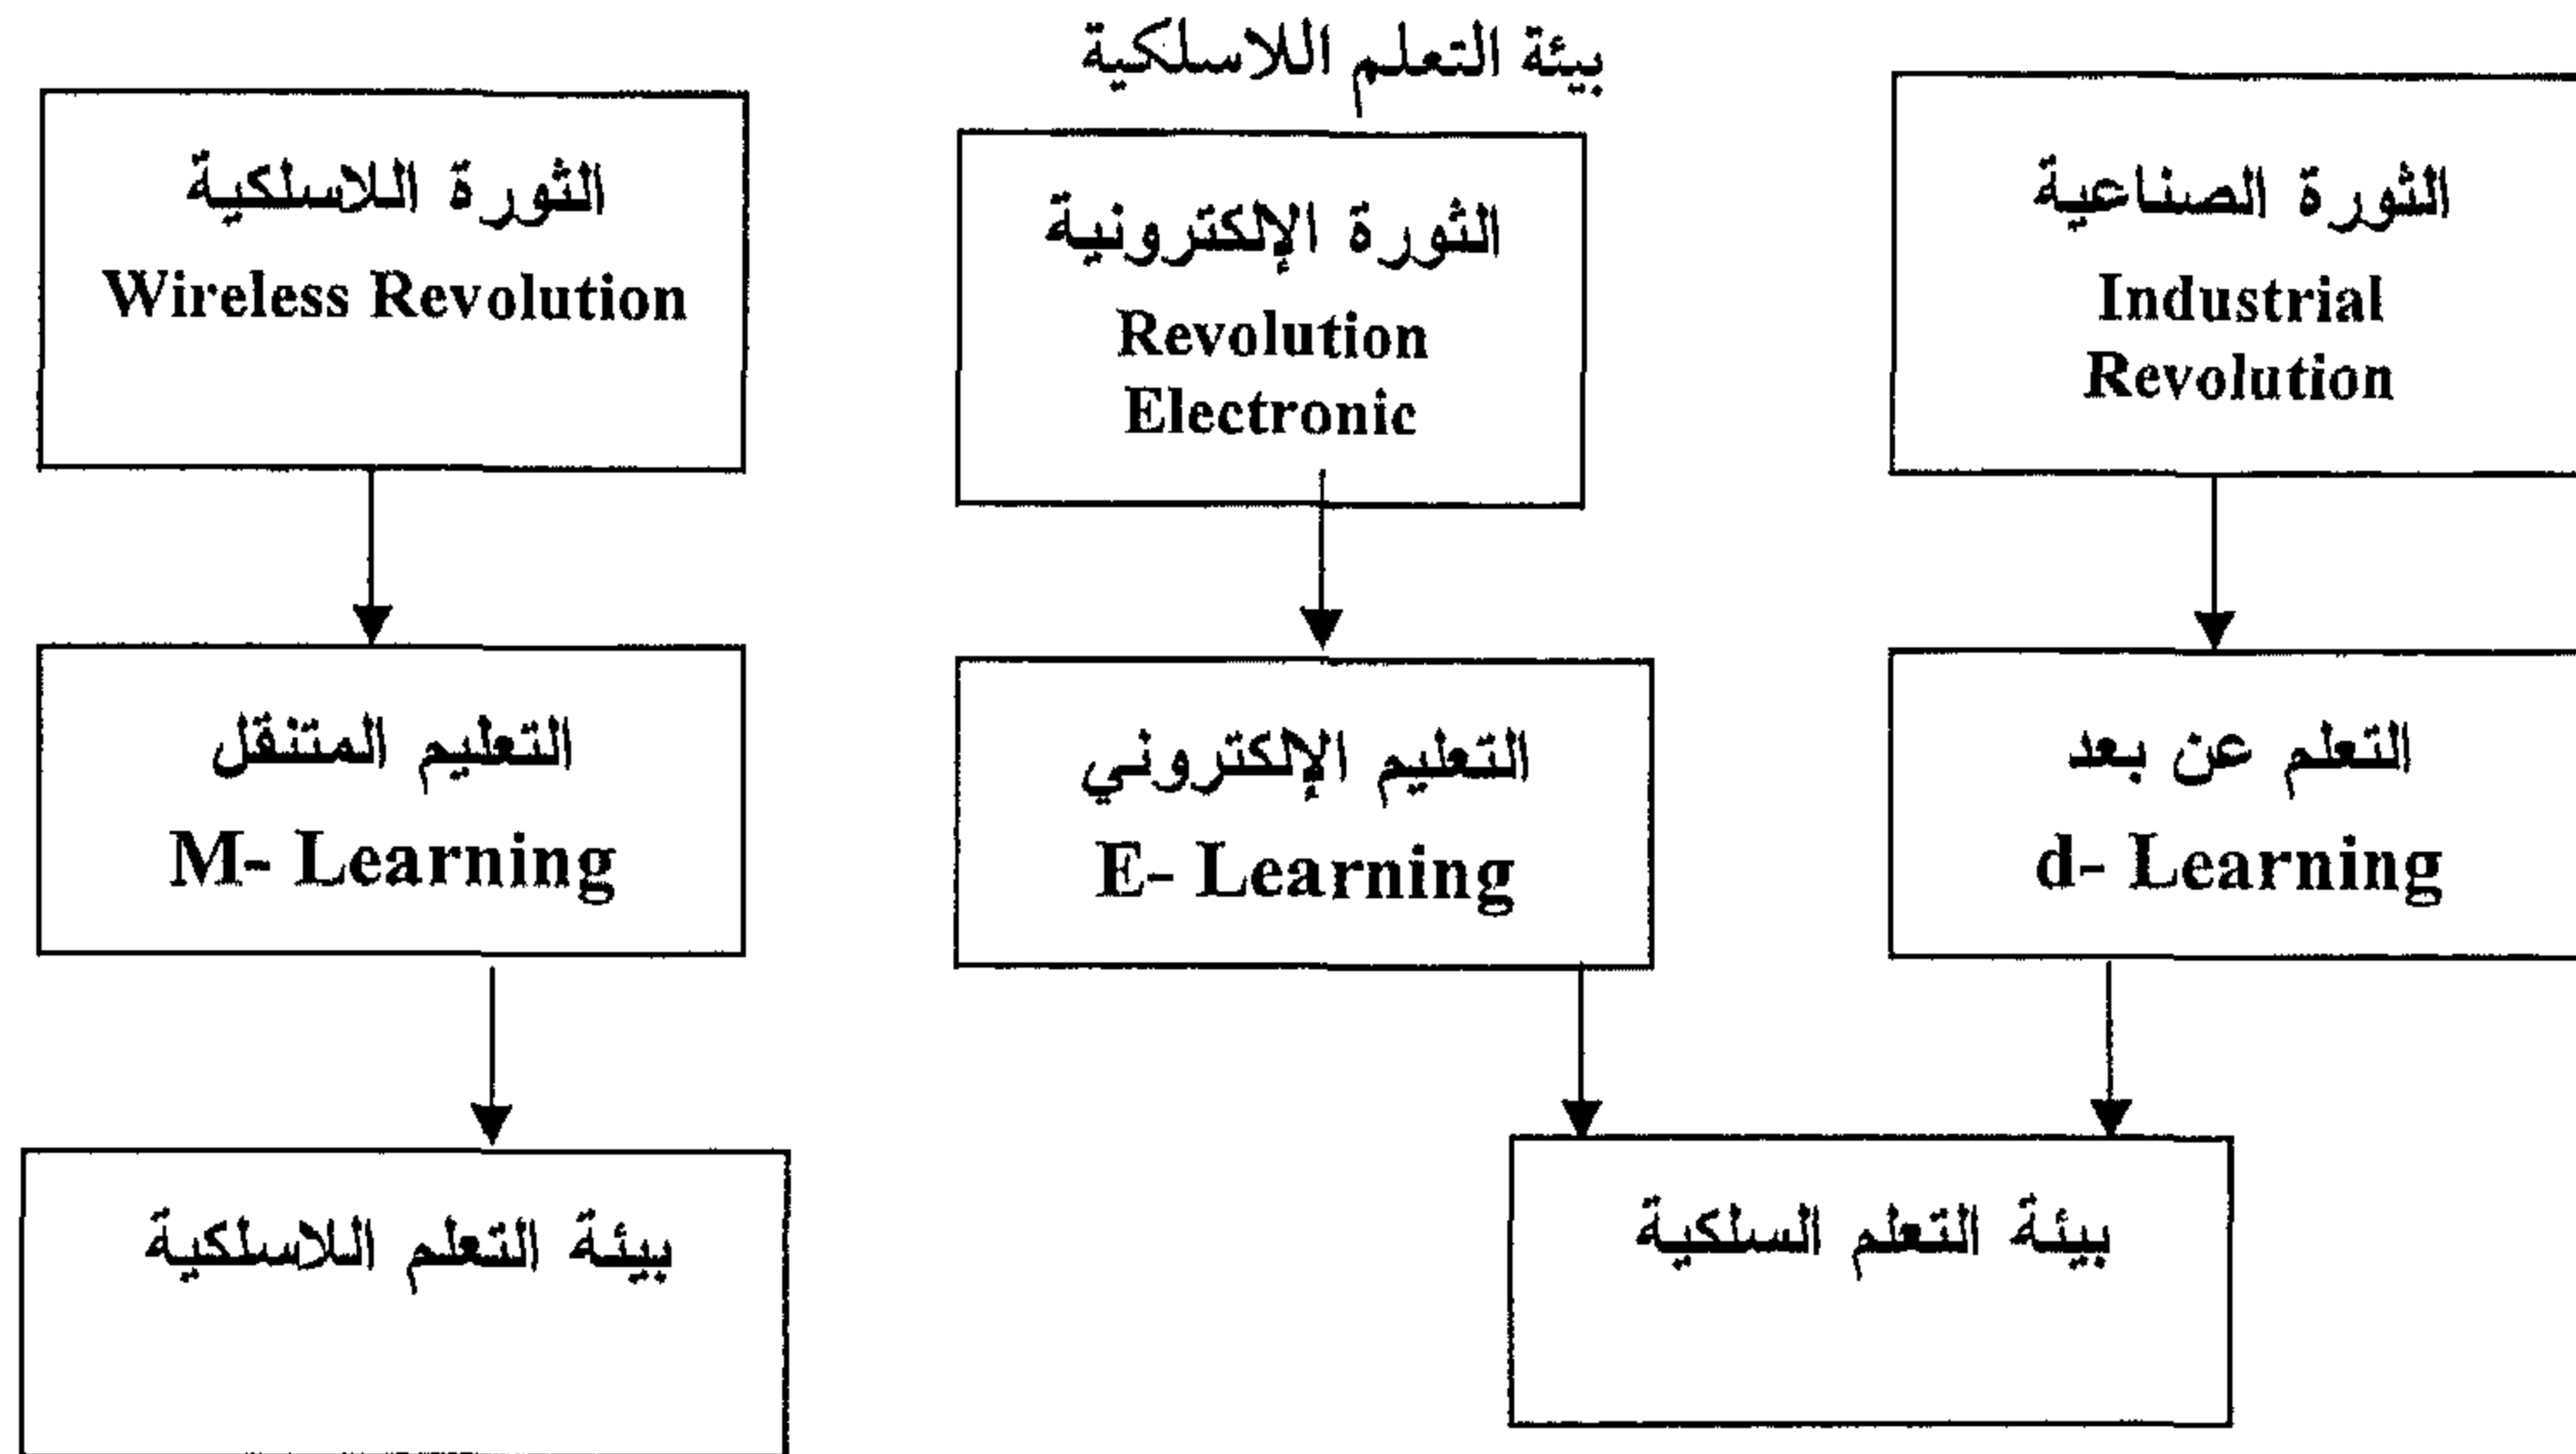 بيئة التعلم اللاسلكية
الثورة الصناعية
Industrial
Revolution
الثورة الإلكترونية
Revolution
Electronic
الثورة اللاسلكية
Wireless Revolution
التعلم عن بعد
d- Learning
التعليم الإلكتروني
E- Learning
التعليم المتنقل
M- Learning
بيئة التعلم السلكية
بيئة التعلم اللاسلكية